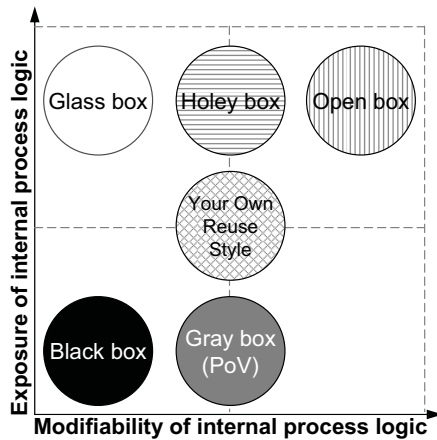 Exposure of internal process logic
Glass box
Holey box
Open box
Your Own
Reuse
Style
Black box
Gray box
(PoV)
Modifiability of internal process logic